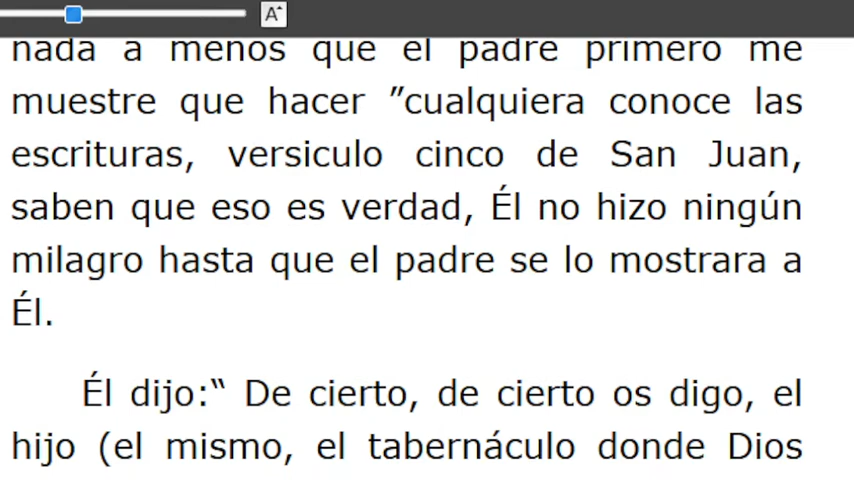 A
nada a menos que el padre primero me
muestre que hacer ”cualquiera conoce las
escrituras, versiculo cinco de San Juan,
saben que eso es verdad, Él no hizo ningún
milagro hasta que el padre se lo mostrara a
Él.
Él dijo:“ De cierto, de cierto os digo, el
hijo (el mismo, el tabernáculo donde Dios